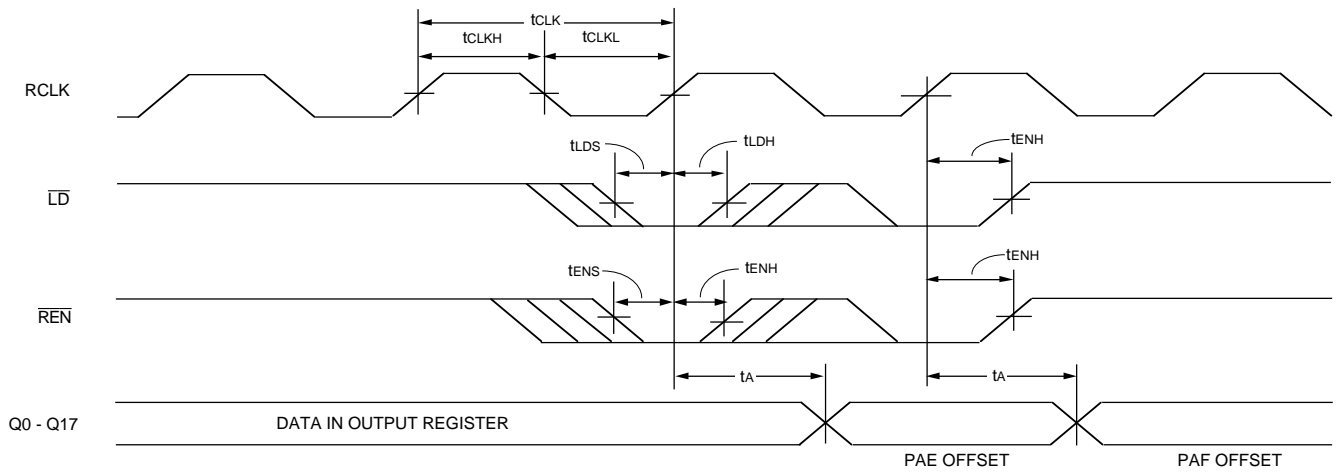 tCLK
tCLKH tCLKL
RCLK
tLDS tLDH tENH
LD
tENS tENH tENH
REN
tA tA
Q0 - Q17 DATA IN OUTPUT REGISTER
PAE OFFSET PAF OFFSET